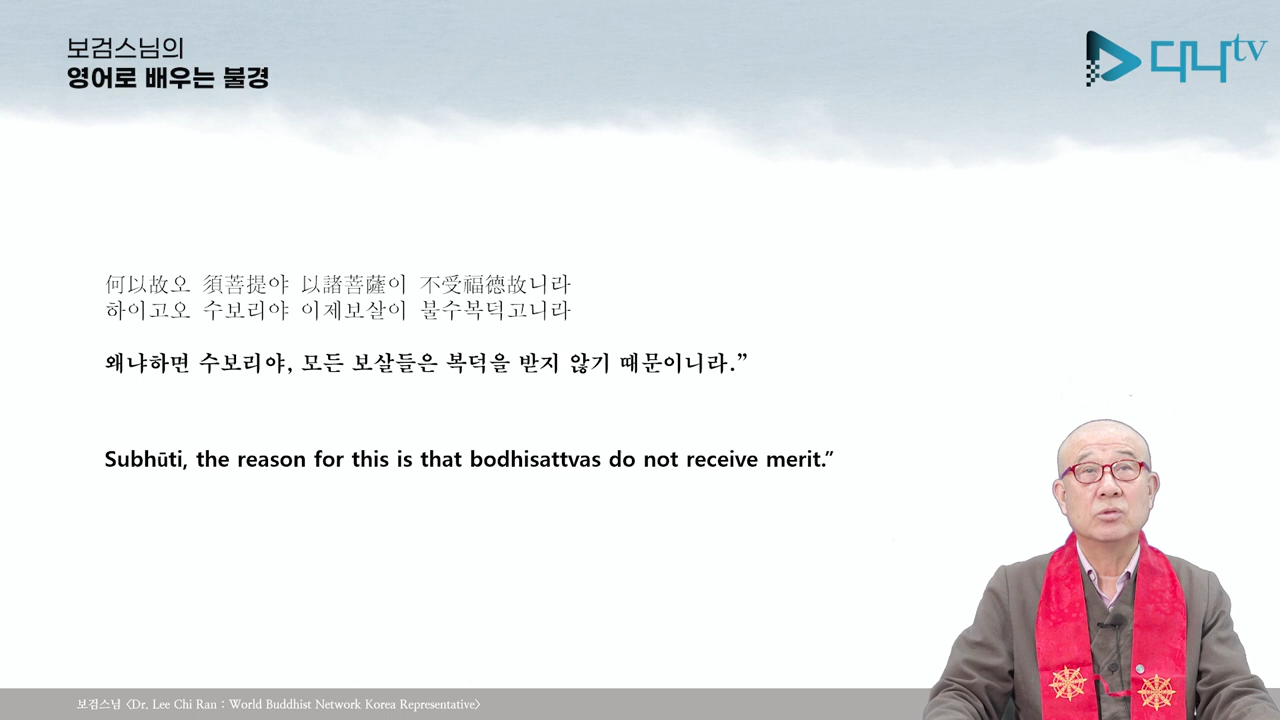 보검스님의
영어로 배우는 불경
디나tv
何以故오 須菩提야 以諸菩薩이 不受福德故니라
하이고오 수보리야 이제보살이 불수복덕고니라
왜냐하면 수보리야, 모든 보살들은 복덕을 받지 않기 때문이니라.”
Subhūti, the reason for this is that bodhisattvas do not receive merit.”
보검스님 <Dr. Lee Chi Ran : World Buddhist Network Korea Representative>